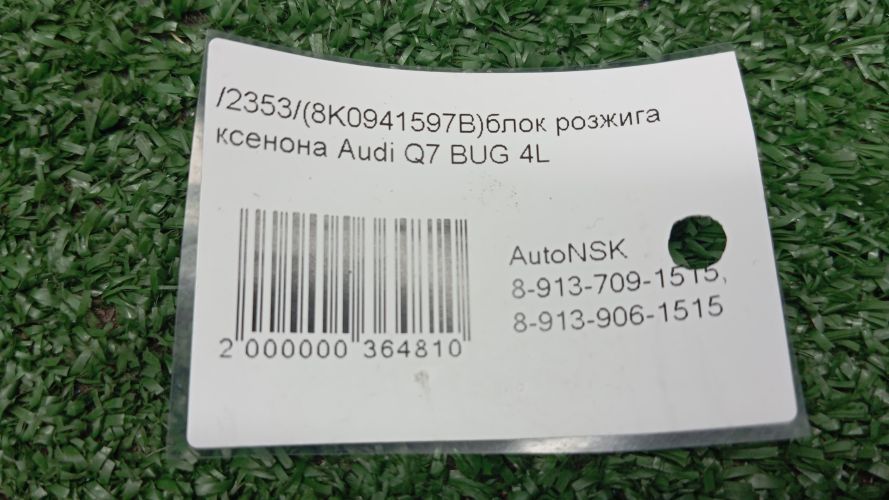 /2353/(8K0941597B)блок розжига
ксенона Audi Q7 BUG 4L
AutoNSK
8-913-709-1515,
8-913-906-1515
2 000000 364810